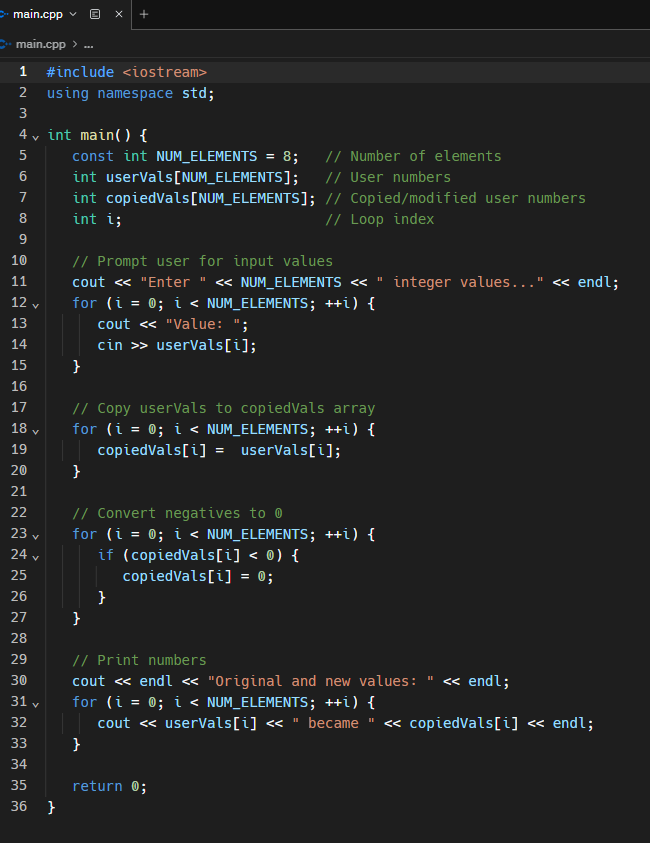 main.cpp
main.cpp > ...
1 #include <iostream>
2 using namespace std;
3
4 int main() {
5    const int NUM_ELEMENTS = 8;   // Number of elements
6    int userVals[NUM_ELEMENTS];   // User numbers
7    int copiedVals[NUM_ELEMENTS]; // Copied/modified user numbers
8    int i;                        // Loop index
9
10    // Prompt user for input values
11    cout << "Enter " << NUM_ELEMENTS << " integer values..." << endl;
12    for (i = 0; i < NUM_ELEMENTS; ++i) {
13       cout << "Value: ";
14       cin >> userVals[i];
15    }
16
17    // Copy userVals to copiedVals array
18    for (i = 0; i < NUM_ELEMENTS; ++i) {
19       copiedVals[i] =  userVals[i];
20    }
21
22    // Convert negatives to 0
23    for (i = 0; i < NUM_ELEMENTS; ++i) {
24       if (copiedVals[i] < 0) {
25          copiedVals[i] = 0;
26       }
27    }
28
29    // Print numbers
30    cout << endl << "Original and new values: " << endl;
31    for (i = 0; i < NUM_ELEMENTS; ++i) {
32       cout << userVals[i] << " became " << copiedVals[i] << endl;
33    }
34
35    return 0;
36 }